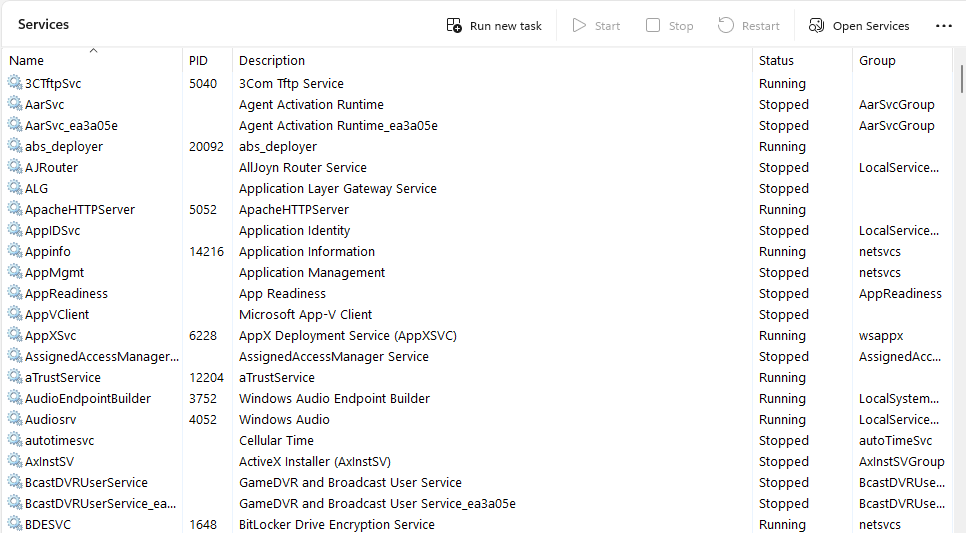 Services Run new task Start Stop Restart Open Services
Name PID Description Status Group
3CTftpSvc 5040 3Com Tftp Service Running
AarSvc Agent Activation Runtime Stopped AarSvcGroup
AarSvc_ea3a05e Agent Activation Runtime_ea3a05e Stopped AarSvcGroup
abs_deployer 20092 abs_deployer Running
AJRouter AllJoyn Router Service Stopped LocalService...
ALG Application Layer Gateway Service Stopped
ApacheHTTPServer 5052 ApacheHTTPServer Running
AppIDSvc Application Identity Stopped LocalService...
Appinfo 14216 Application Information Running netsvcs
AppMgmt Application Management Stopped netsvcs
AppReadiness App Readiness Stopped AppReadiness
AppVClient Microsoft App-V Client Stopped
AppXSvc 6228 AppX Deployment Service (AppXSVC) Running wsappx
AssignedAccessManager... AssignedAccessManager Service Stopped AssignedAcc...
aTrustService 12204 aTrustService Running
AudioEndpointBuilder 3752 Windows Audio Endpoint Builder Running LocalSystem...
Audiosrv 4052 Windows Audio Running LocalService...
autotimesvc Cellular Time Stopped autoTimeSvc
AxInstSV ActiveX Installer (AxInstSV) Stopped AxInstSVGroup
BcastDVRUserService GameDVR and Broadcast User Service Stopped BcastDVRUse...
BcastDVRUserService_ea... GameDVR and Broadcast User Service_ea3a05e Stopped BcastDVRUse...
BDESVC 1648 BitLocker Drive Encryption Service Running netsvcs